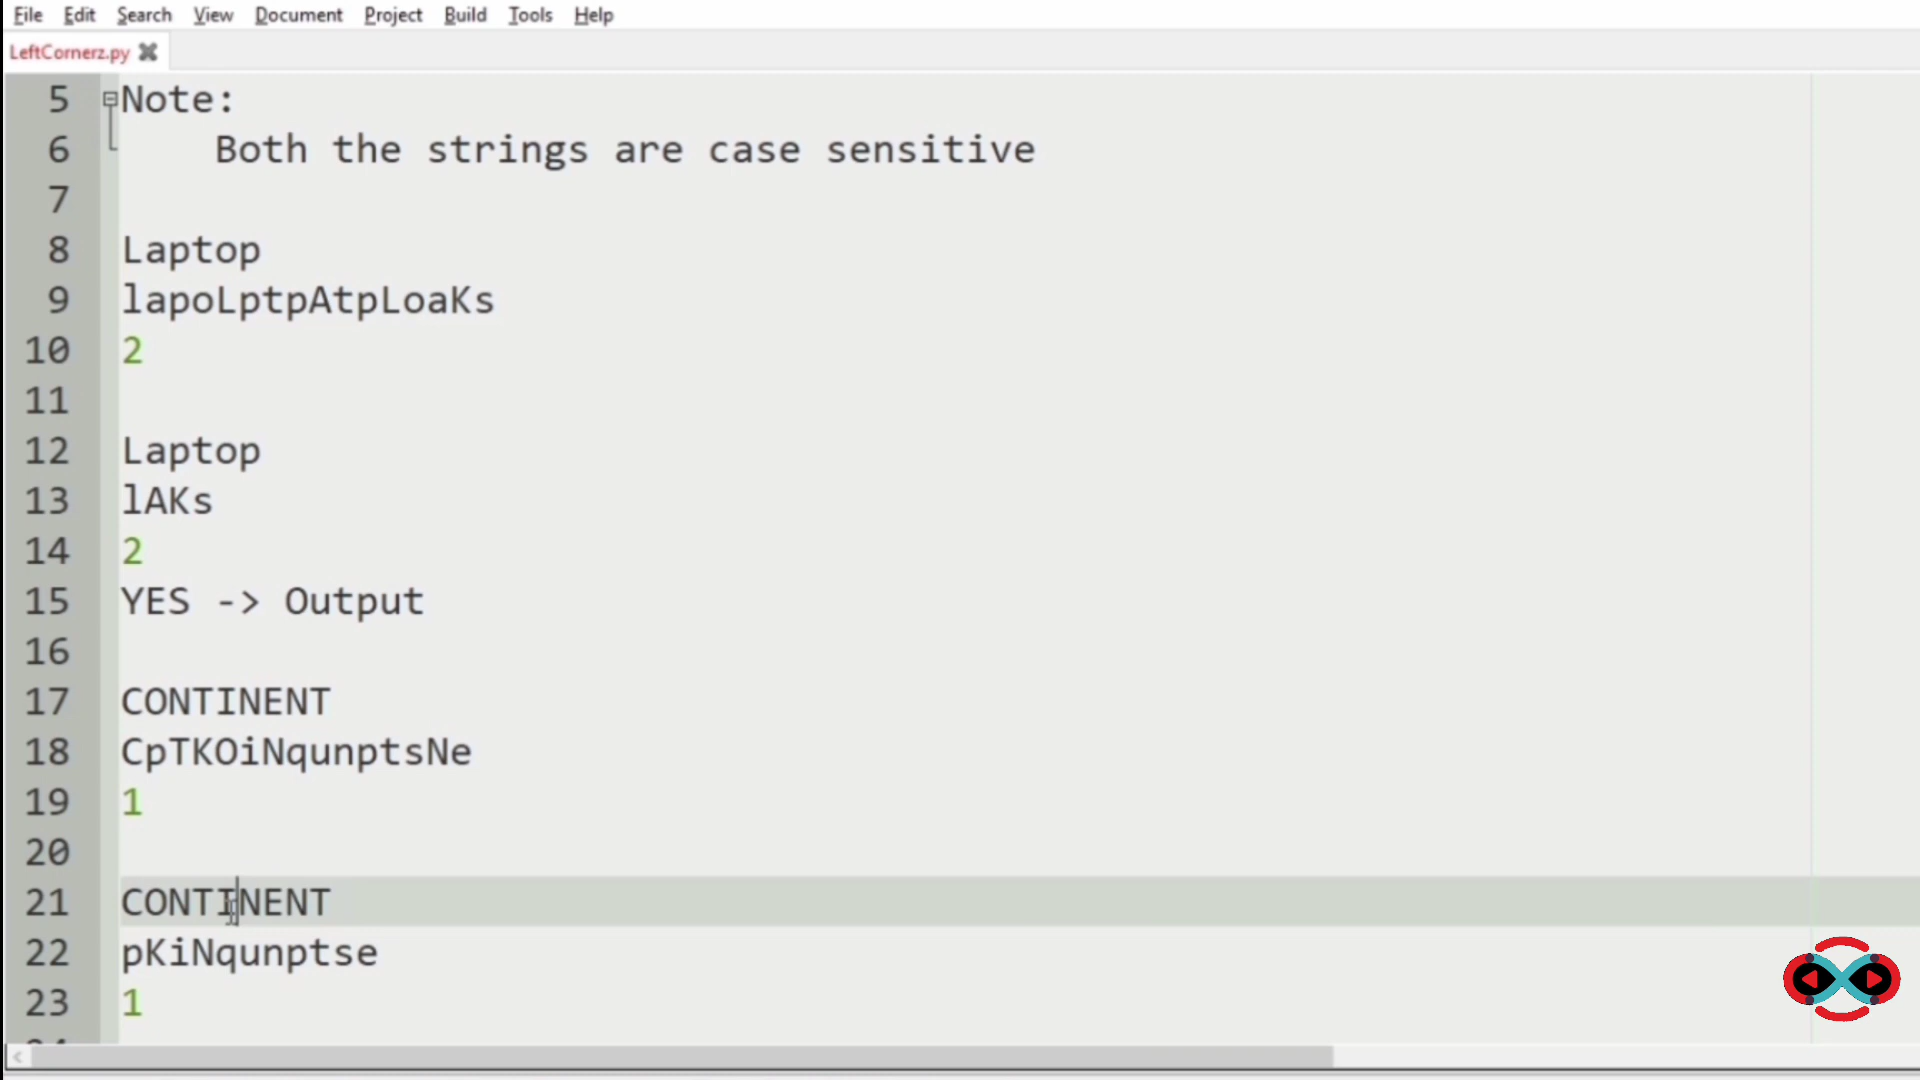 File Edit Search View Document Project Build Tools Help
LeftCornerz.py
5 Note:
6 Both the strings are case sensitive
7
8 Laptop
9 lapoLptpAtpLoaKs
10 2
11
12 Laptop
13 lAKs
14 2
15 YES -> Output
16
17 CONTINENT
18 CpTKOiNqunptsNe
19 1
20
21 CONTINENT
22 pKiNqunptse
23 1